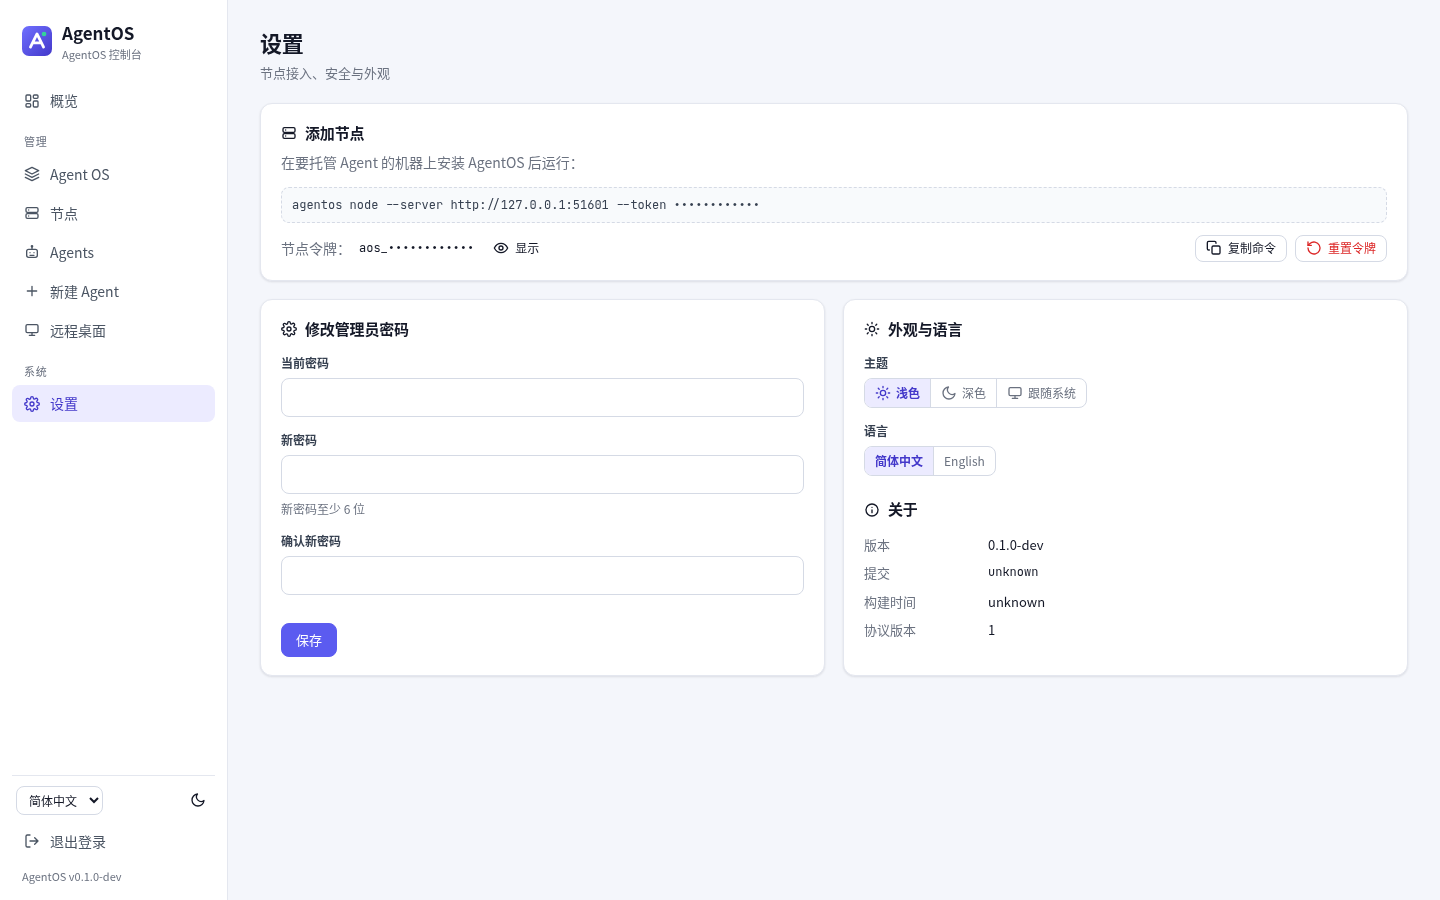 AgentOS
AgentOS 控制台
概览
管理
Agent OS
节点
Agents
新建 Agent
远程桌面
系统
设置
简体中文
退出登录
AgentOS v0.1.0-dev
设置
节点接入、安全与外观
添加节点
在要托管 Agent 的机器上安装 AgentOS 后运行：
agentos node --server http://127.0.0.1:51601 --token ••••••••••••
节点令牌： aos_•••••••••••• 显示 复制命令 重置令牌
修改管理员密码
当前密码
新密码
新密码至少 6 位
确认新密码
保存
外观与语言
主题
浅色 深色 跟随系统
语言
简体中文 English
关于
版本 0.1.0-dev
提交 unknown
构建时间 unknown
协议版本 1